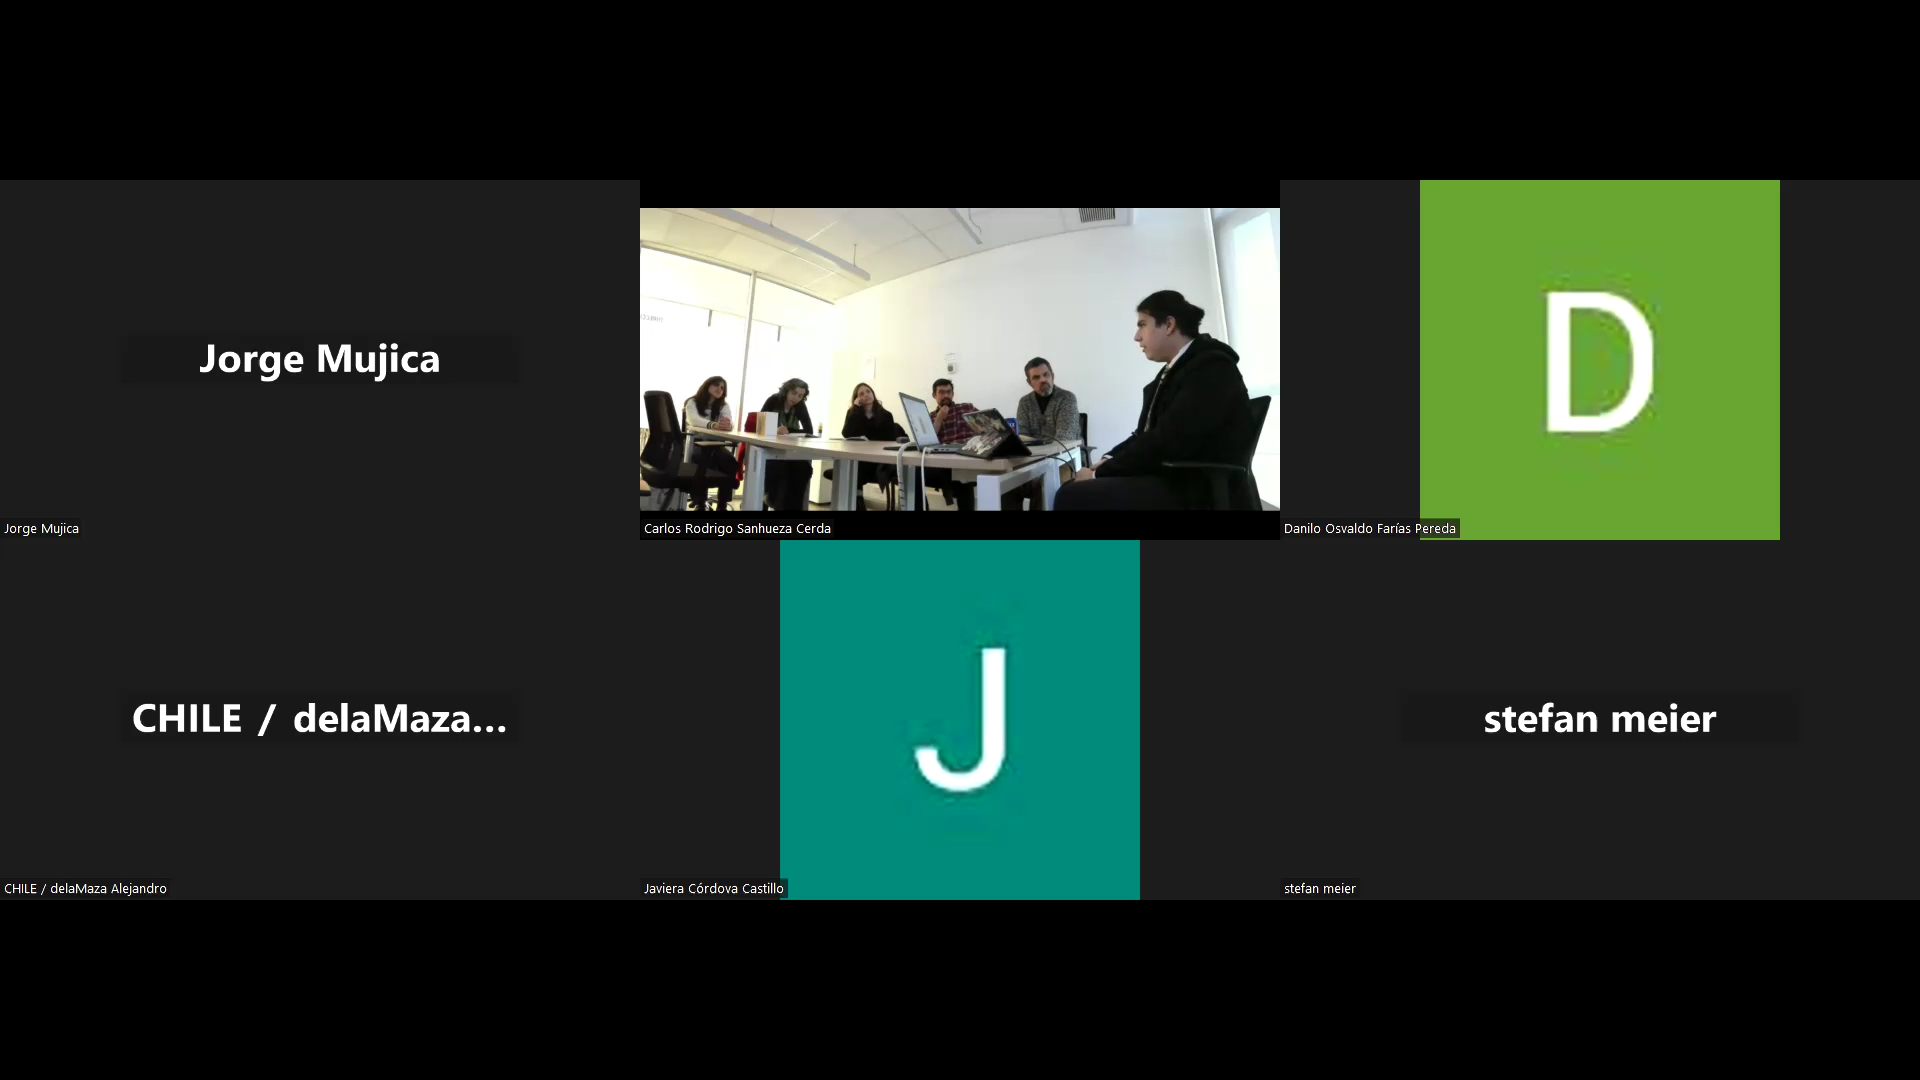 Jorge Mujica
D
Jorge Mujica
Carlos Rodrigo Sanhueza Cerda
Danilo Osvaldo Farías Pereda
CHILE / delaMaza...
J
stefan meier
CHILE / delaMaza Alejandro
Javiera Córdova Castillo
stefan meier